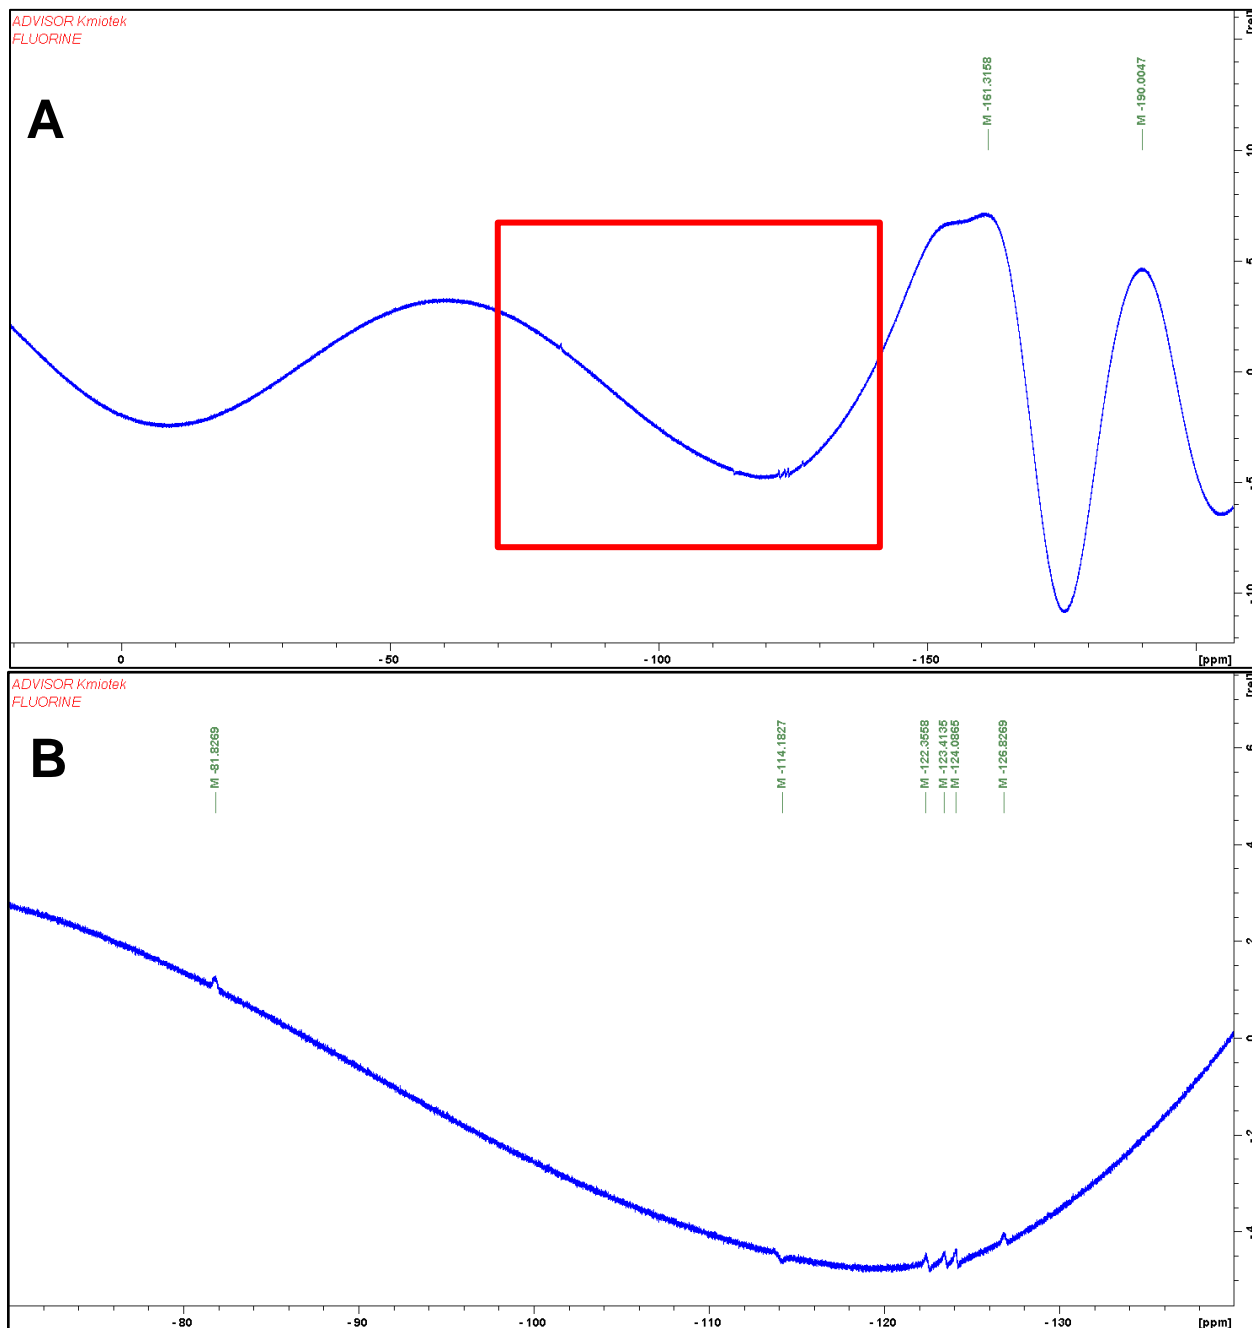 ADVISOR Kmiotek
FLUORINE
A
M -161.3158
M -190.0047
[rel]
10
5
0
-5
-10
0
-50
-100
-150
[ppm]
ADVISOR Kmiotek
FLUORINE
B
M -81.8269
M -114.1827
M -122.3558
M -123.4135
M -124.0865
M -126.8269
[rel]
6
4
2
0
-2
-4
-80
-90
-100
-110
-120
-130
[ppm]